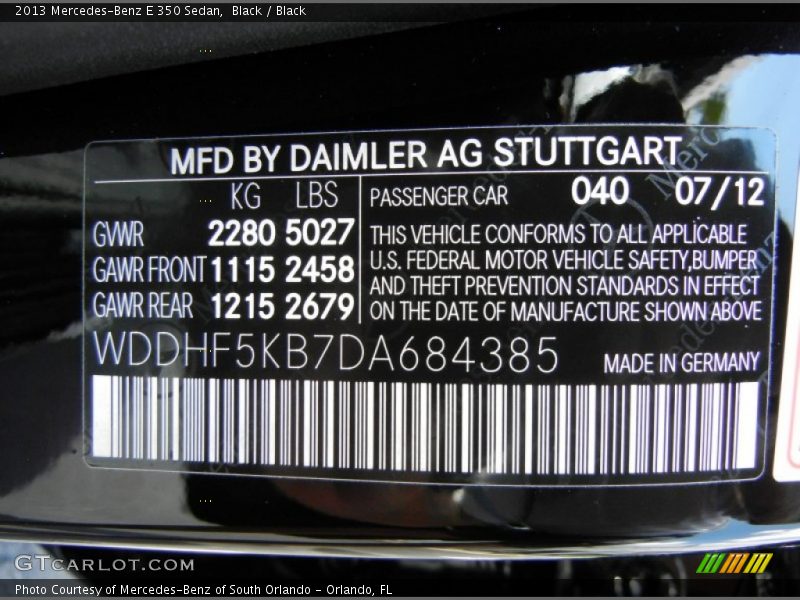 2013 Mercedes-Benz E 350 Sedan, Black / Black
MFD BY DAIMLER AG STUTTGART
KG LBS
GVWR 2280 5027
GAWR FRONT 1115 2458
GAWR REAR 1215 2679
PASSENGER CAR 040 07/12
THIS VEHICLE CONFORMS TO ALL APPLICABLE
U.S. FEDERAL MOTOR VEHICLE SAFETY,BUMPER
AND THEFT PREVENTION STANDARDS IN EFFECT
ON THE DATE OF MANUFACTURE SHOWN ABOVE
WDDHF5KB7DA684385
MADE IN GERMANY
GTCARLOT.COM
Photo Courtesy of Mercedes-Benz of South Orlando - Orlando, FL